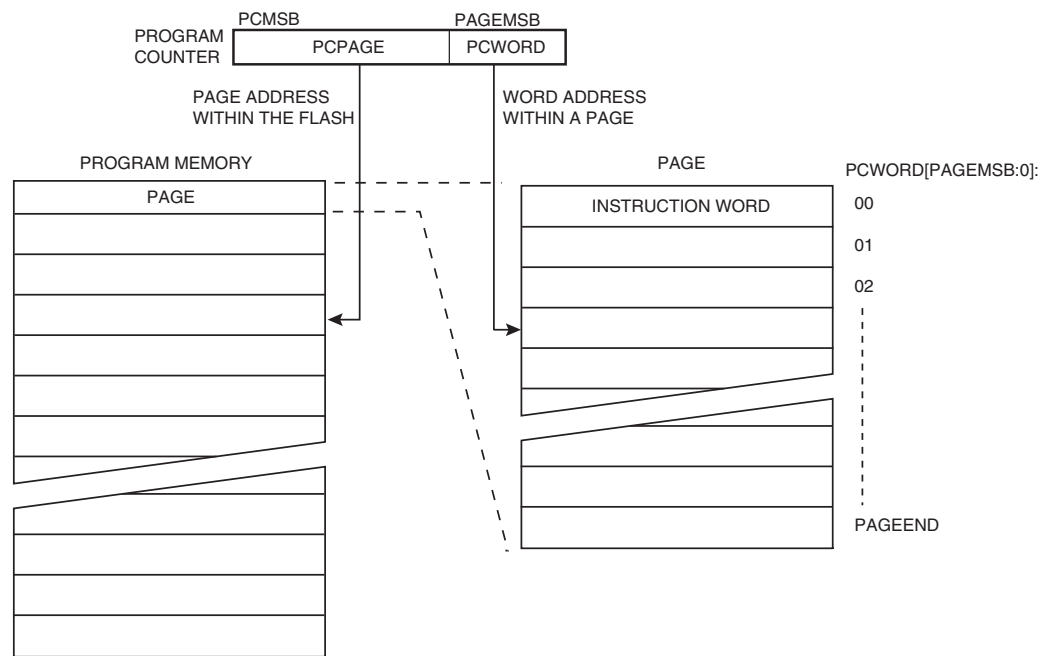 PCMSB
PAGEMSB
PROGRAM
COUNTER
PCPAGE
PCWORD
PAGE ADDRESS
WITHIN THE FLASH
WORD ADDRESS
WITHIN A PAGE
PROGRAM MEMORY
PAGE
PAGE
PCWORD[PAGEMSB:0]:
INSTRUCTION WORD
00
01
02
PAGEEND